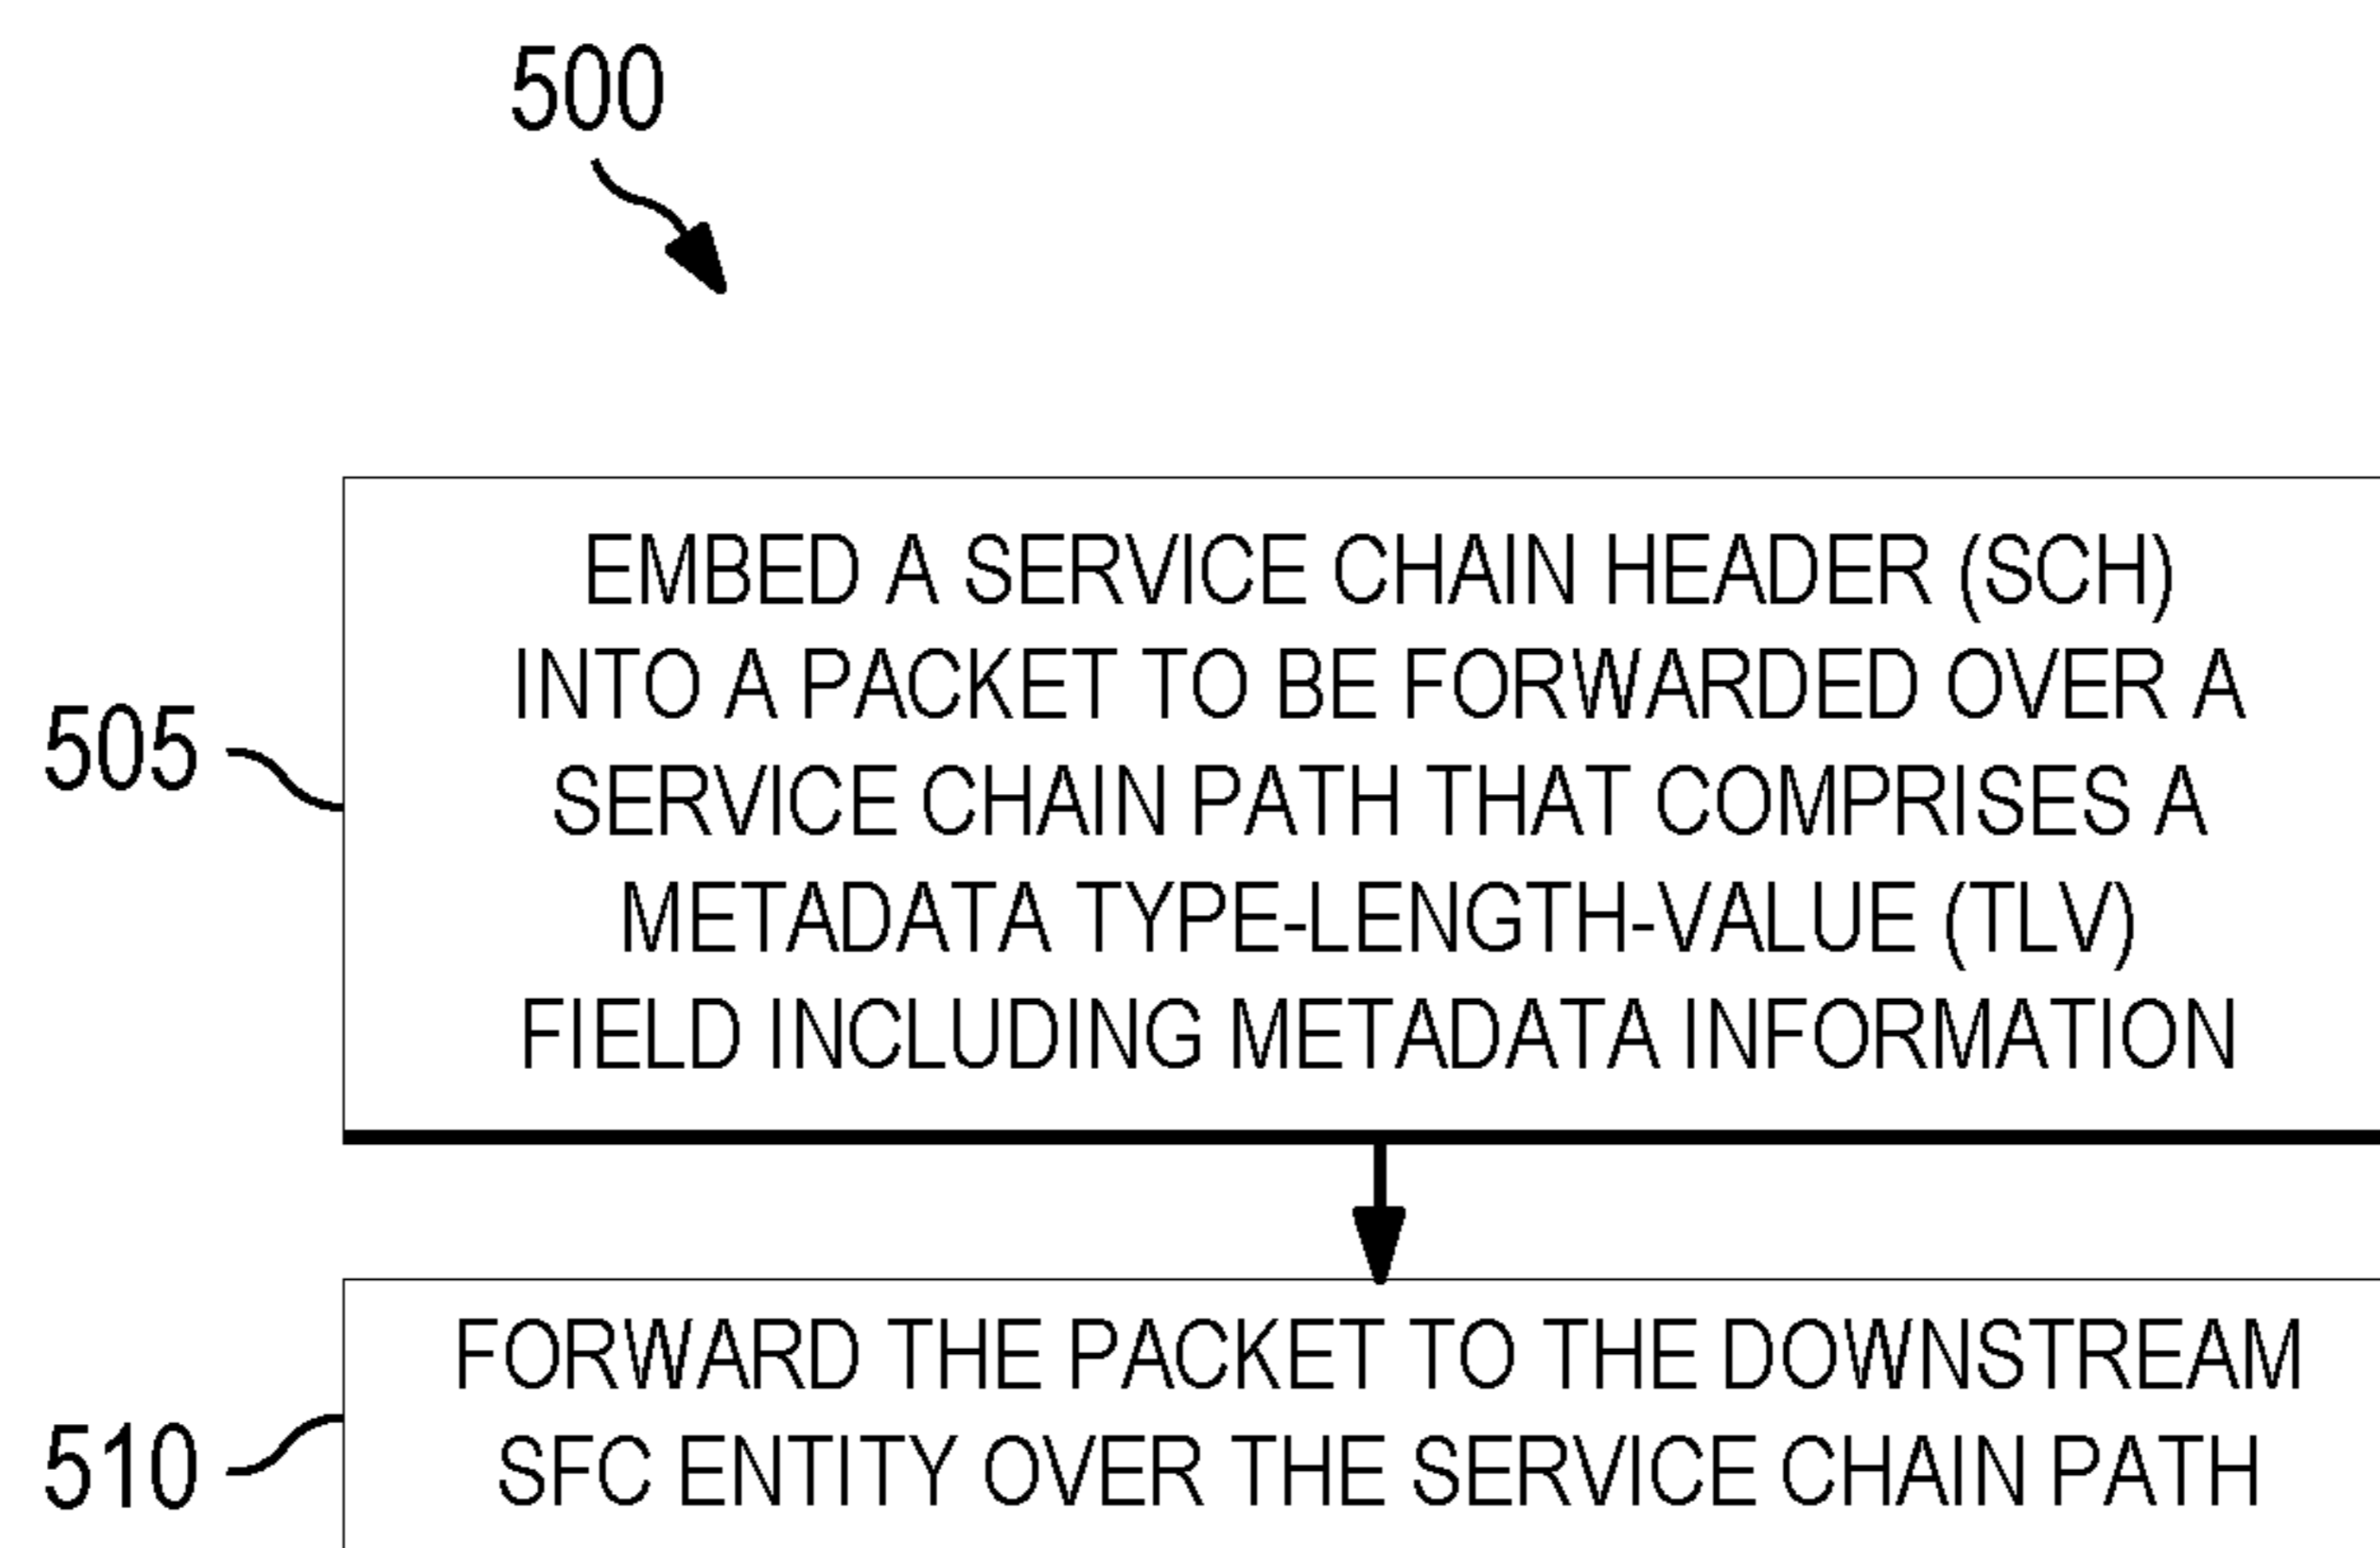 500
EMBED A SERVICE CHAIN HEADER (SCH)
INTO A PACKET TO BE FORWARDED OVER A
505
SERVICE CHAIN PATH THAT COMPRISES A
METADATA TYPE-LENGTH-VALUE (TLV)
FIELD INCLUDING METADATA INFORMATION
FORWARD THE PACKET TO THE DOWNSTREAM
510
SFC ENTITY OVER THE SERVICE CHAIN PATH